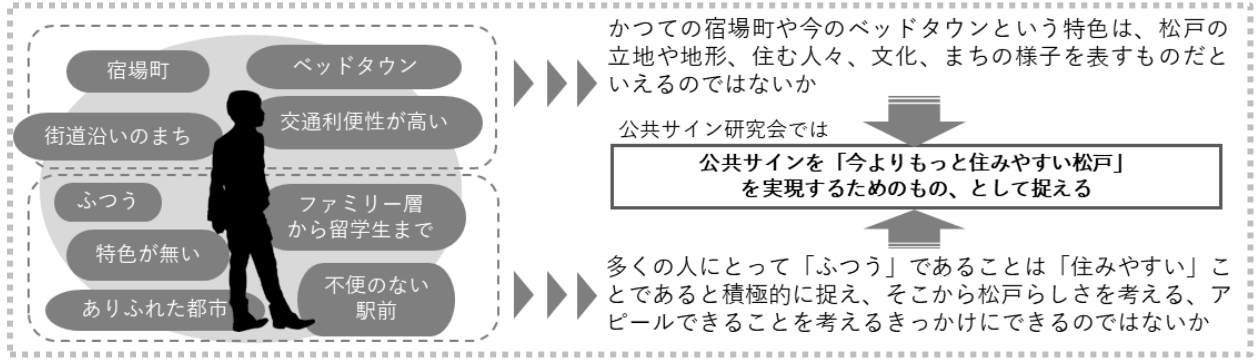 宿場町
ベッドタウン
街道沿いのまち
交通利便性が高い
ふつう
ファミリー層
から留学生まで
特色が無い
不便のない
駅前
ありふれた都市
かつての宿場町や今のベッドタウンという特色は、松戸の
立地や地形、住む人々、文化、まちの様子を表すものだと
いえるのではないか
公共サイン研究会では
公共サインを「今よりもっと住みやすい松戸」
を実現するためのもの、として捉える
多くの人にとって「ふつう」であることは「住みやすい」こ
とであると積極的に捉え、そこから松戸らしさを考える、ア
ピールできることを考えるきっかけにできるのではないか